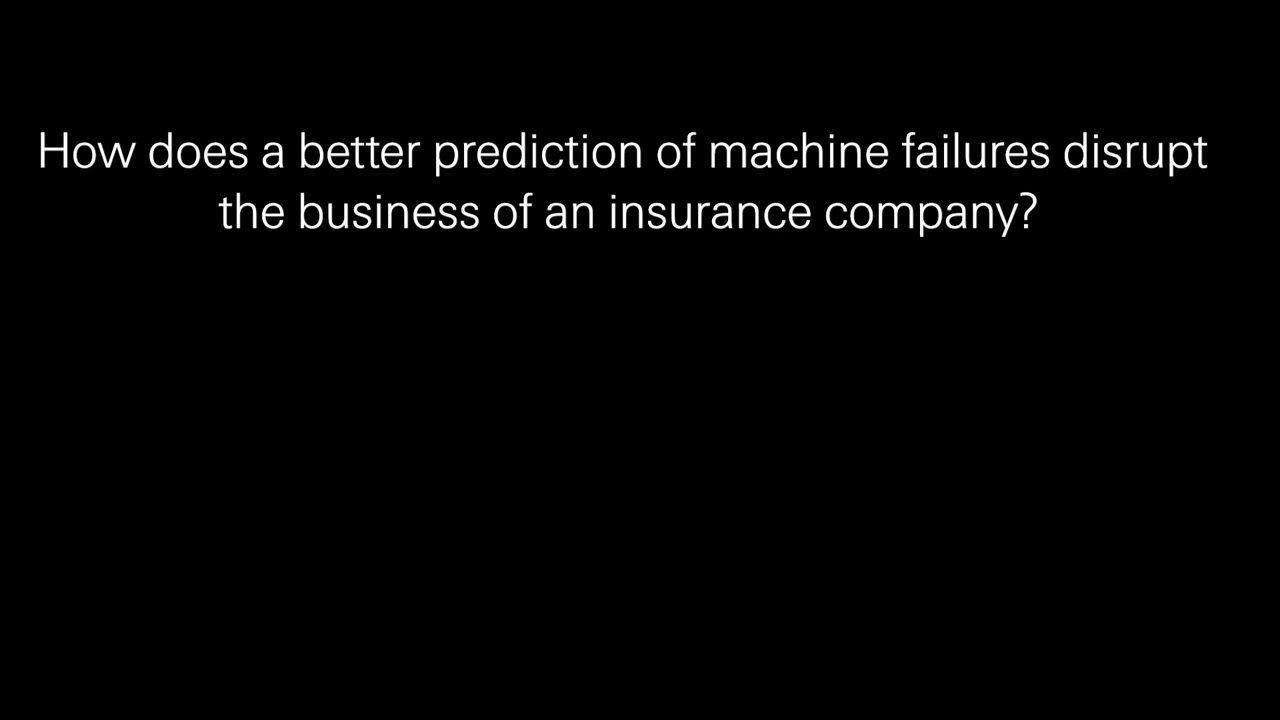 How does a better prediction of machine failures disrupt
the business of an insurance company?